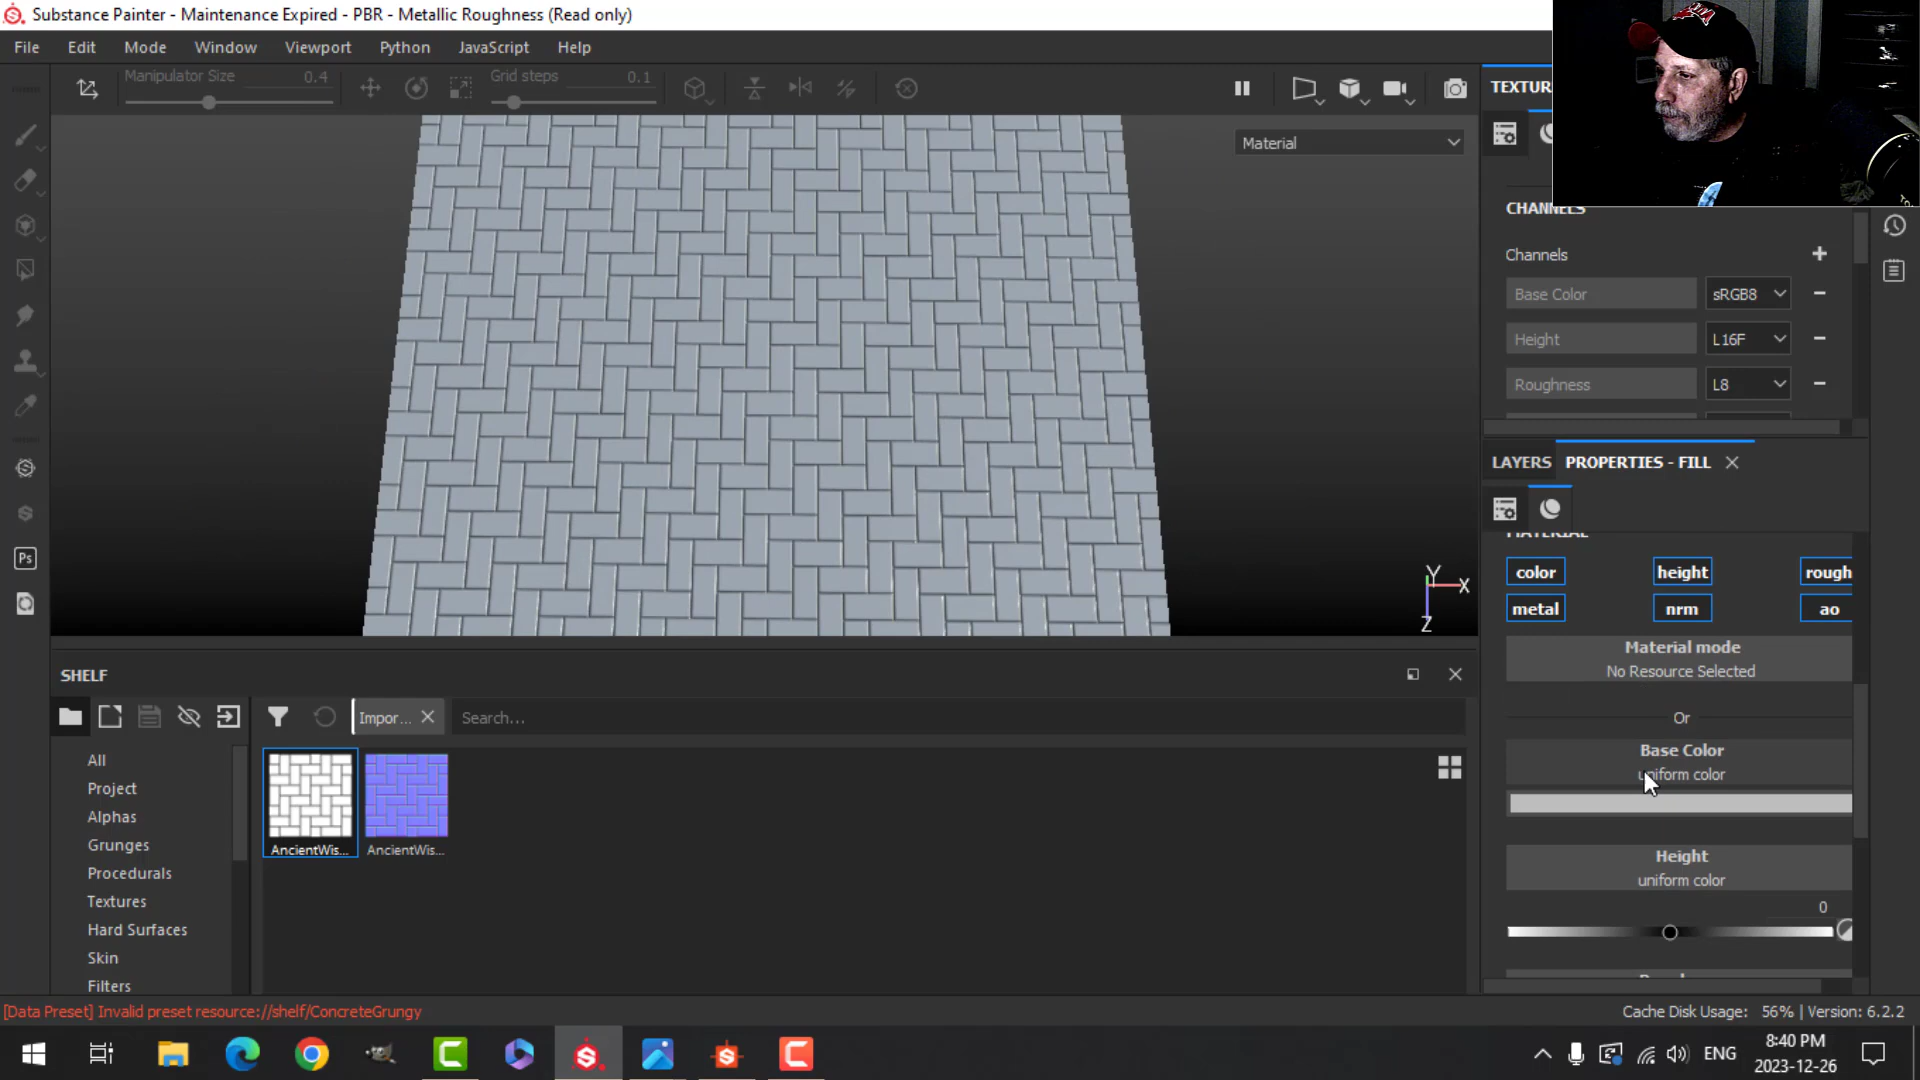 Substance Painter - Maintenance Expired - PBR - Metallic Roughness (Read only)
File Edit Mode Window Viewport Python JavaScript Help
Manipulator Size 0.4 Grid steps 0.1
Material
TEXTUR
CHANNELS
Channels
Base Color sRGB8
Height L16F
Roughness L8
LAYERS PROPERTIES - FILL
MATERIAL
color height rough
metal nrm ao
Material mode
No Resource Selected
Or
Base Color
uniform color
Height
uniform color
0
Y
X
Z
Ps
SHELF
Impor... Search...
All
Project
Alphas
Grunges
Procedurals
Textures
Hard Surfaces
Skin
Filters
AncientWis... AncientWis...
[Data Preset] Invalid preset resource://shelf/ConcreteGrungy
Cache Disk Usage: 56% | Version: 6.2.2
ENG
8:40 PM
2023-12-26